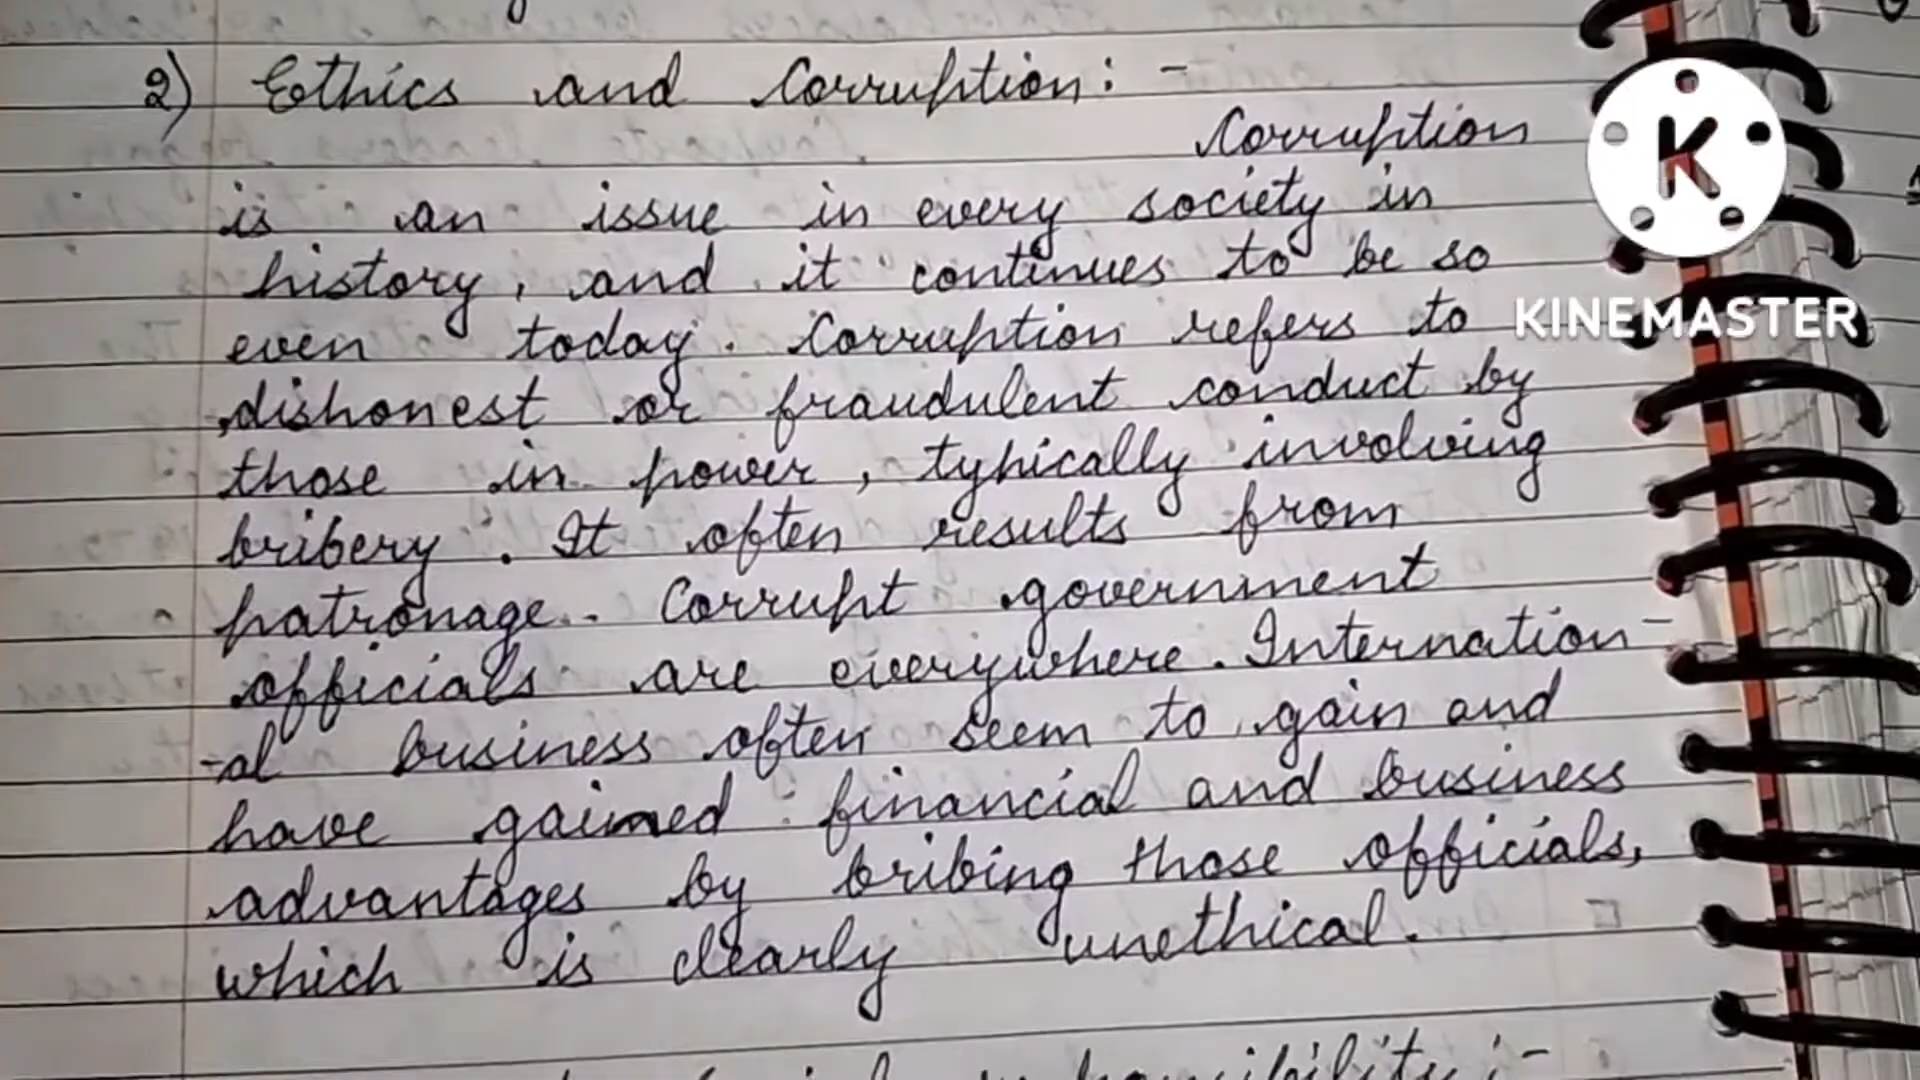 2) Ethics and Corruption: -
Corruption
is an issue in every society in
history, and it continues to be so
even today. Corruption refers to
dishonest or fraudulent conduct by
those in power, typically involving
bribery. It often results from
patronage. Corrupt government
officials are everywhere. Internation-
-al business often seem to gain and
have gained financial and business
advantages by bribing those officials,
which is clearly unethical.
KINEMASTER